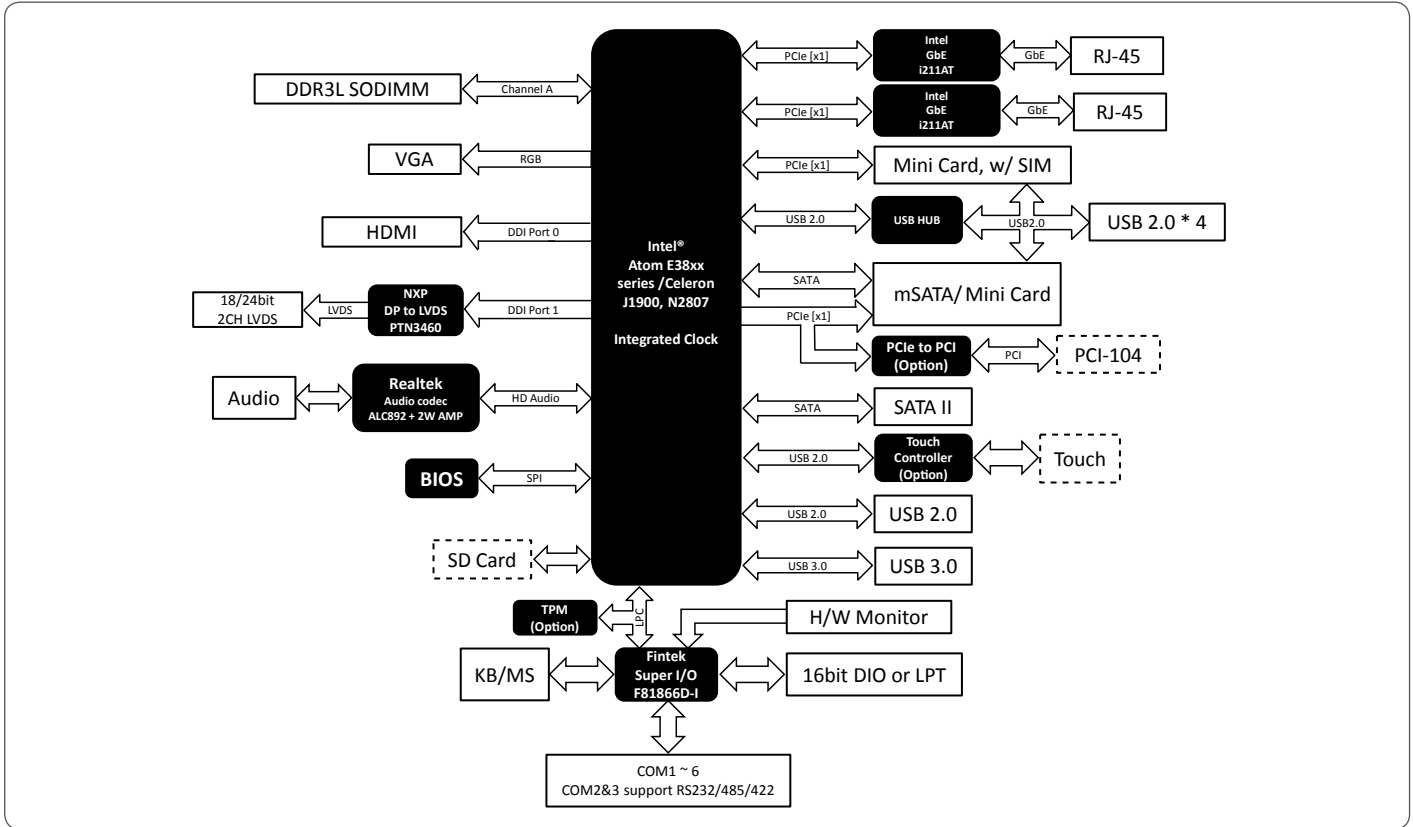 DDR3L SODIMM
Channel A
VGA
RGB
HDMI
DDI Port 0
18/24bit
2CH LVDS
LVDS
NXP
DP to LVDS
PTN3460
DDI Port 1
Audio
Realtek
Audio codec
ALC892 + 2W AMP
HD Audio
BIOS
SPI
SD Card
Intel®
Atom E38xx
series /Celeron
J1900, N2807
Integrated Clock
PCIe [x1]
Intel
GbE
i211AT
GbE
RJ-45
PCIe [x1]
Intel
GbE
i211AT
GbE
RJ-45
PCIe [x1]
Mini Card, w/ SIM
USB 2.0
USB HUB
USB2.0
USB 2.0 * 4
SATA
mSATA/ Mini Card
PCIe [x1]
PCIe to PCI
(Option)
PCI
PCI-104
SATA
SATA II
USB 2.0
Touch
Controller
(Option)
Touch
USB 2.0
USB 2.0
USB 3.0
USB 3.0
TPM
(Option)
LPC
H/W Monitor
KB/MS
Fintek
Super I/O
F81866D-I
16bit DIO or LPT
COM1 ~ 6
COM2&3 support RS232/485/422